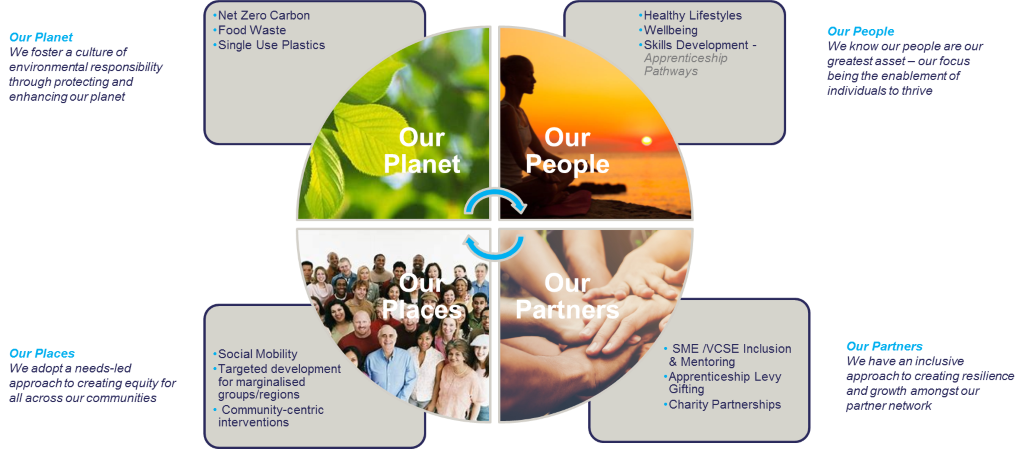 Our Planet
We foster a culture of
environmental responsibility
through protecting and
enhancing our planet
•Net Zero Carbon
•Food Waste
•Single Use Plastics
Our
Planet
•Healthy Lifestyles
•Wellbeing
•Skills Development -
Apprenticeship
Pathways
Our
People
Our People
We know our people are our
greatest asset – our focus
being the enablement of
individuals to thrive
Our Places
We adopt a needs-led
approach to creating equity for
all across our communities
•Social Mobility
•Targeted development
for marginalised
groups/regions
• Community-centric
interventions
Our
Places
Our
Partners
• SME /VCSE Inclusion
& Mentoring
•Apprenticeship Levy
Gifting
•Charity Partnerships
Our Partners
We have an inclusive
approach to creating resilience
and growth amongst our
partner network